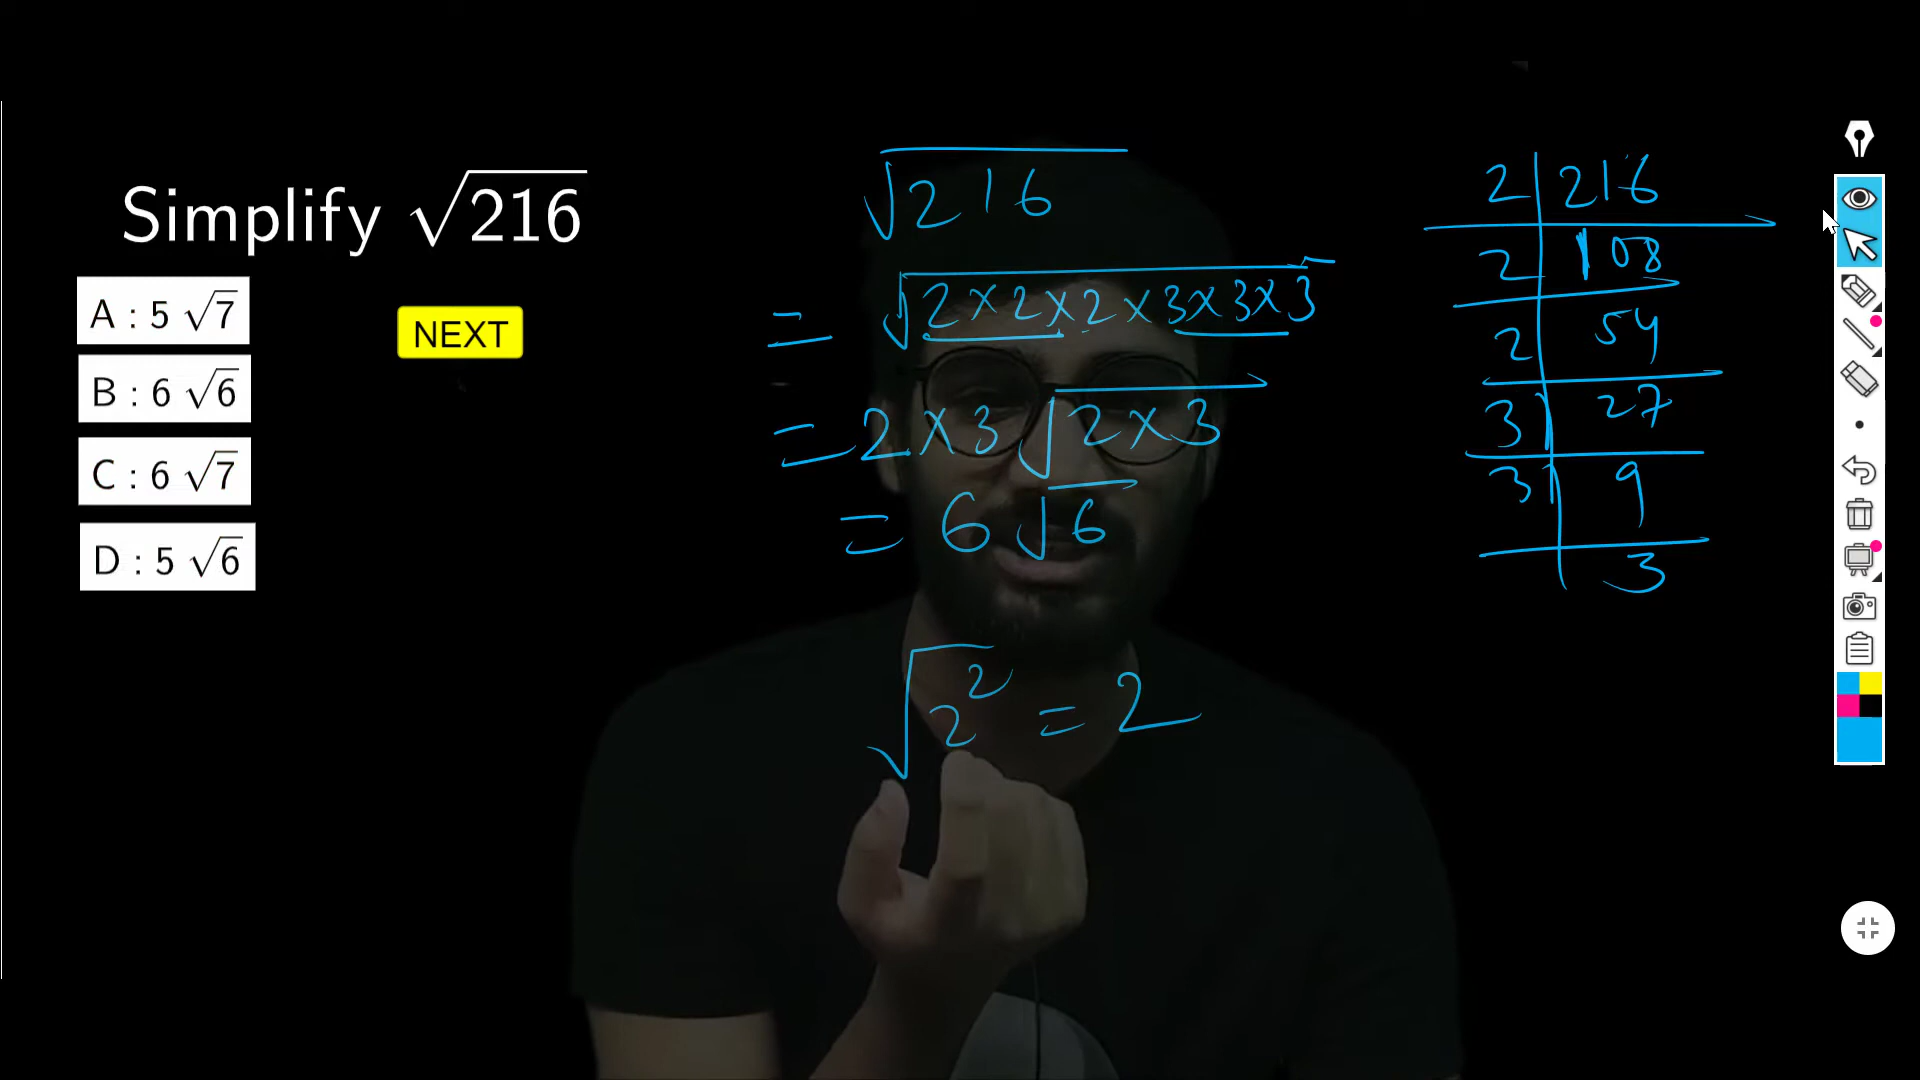 Simplify √216
A : 5 √7
B : 6 √6
C : 6 √7
D : 5 √6
NEXT
√216
= √2×2×2×3×3×3
= 2×3√2×3
= 6√6
√2² = 2
2 | 216
2 | 108
2 | 54
3 | 27
3 | 9
| 3